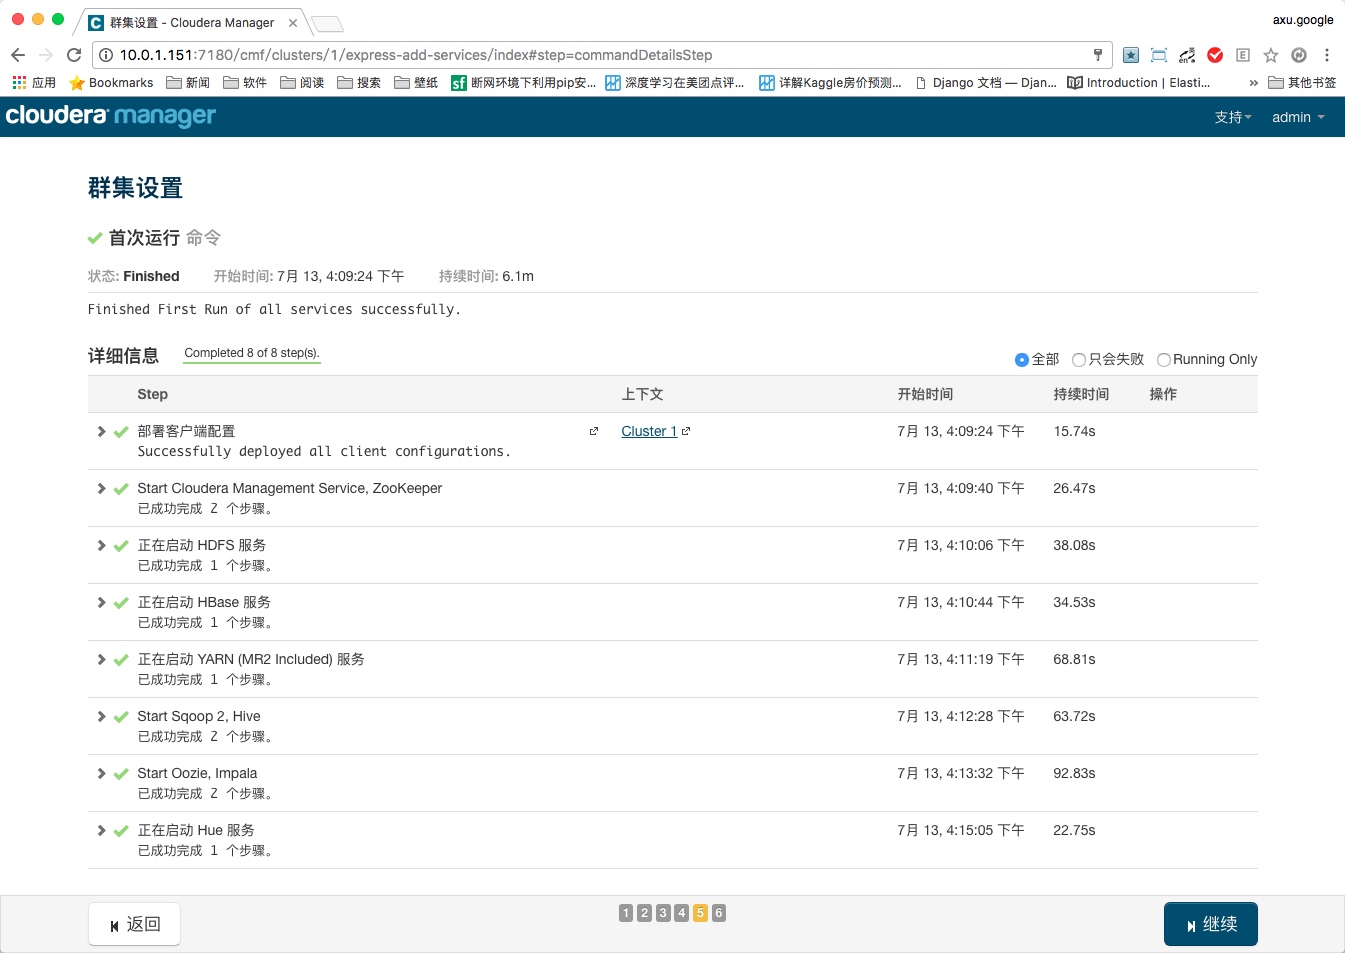 群集设置 - Cloudera Manager
axu.google
10.0.1.151:7180/cmf/clusters/1/express-add-services/index#step=commandDetailsStep
应用 Bookmarks 新闻 软件 阅读 搜索 壁纸 断网环境下利用pip安... 深度学习在美团点评... 详解Kaggle房价预测... Django 文档 — Djan... Introduction | Elasti... » 其他书签
cloudera manager 支持 admin
群集设置
首次运行 命令
状态: Finished 开始时间: 7月 13, 4:09:24 下午 持续时间: 6.1m
Finished First Run of all services successfully.
详细信息 Completed 8 of 8 step(s).
全部 只会失败 Running Only
Step 上下文 开始时间 持续时间 操作
部署客户端配置 Cluster 1 7月 13, 4:09:24 下午 15.74s
Successfully deployed all client configurations.
Start Cloudera Management Service, ZooKeeper 7月 13, 4:09:40 下午 26.47s
已成功完成 2 个步骤。
正在启动 HDFS 服务 7月 13, 4:10:06 下午 38.08s
已成功完成 1 个步骤。
正在启动 HBase 服务 7月 13, 4:10:44 下午 34.53s
已成功完成 1 个步骤。
正在启动 YARN (MR2 Included) 服务 7月 13, 4:11:19 下午 68.81s
已成功完成 1 个步骤。
Start Sqoop 2, Hive 7月 13, 4:12:28 下午 63.72s
已成功完成 2 个步骤。
Start Oozie, Impala 7月 13, 4:13:32 下午 92.83s
已成功完成 2 个步骤。
正在启动 Hue 服务 7月 13, 4:15:05 下午 22.75s
已成功完成 1 个步骤。
返回 1 2 3 4 5 6 继续